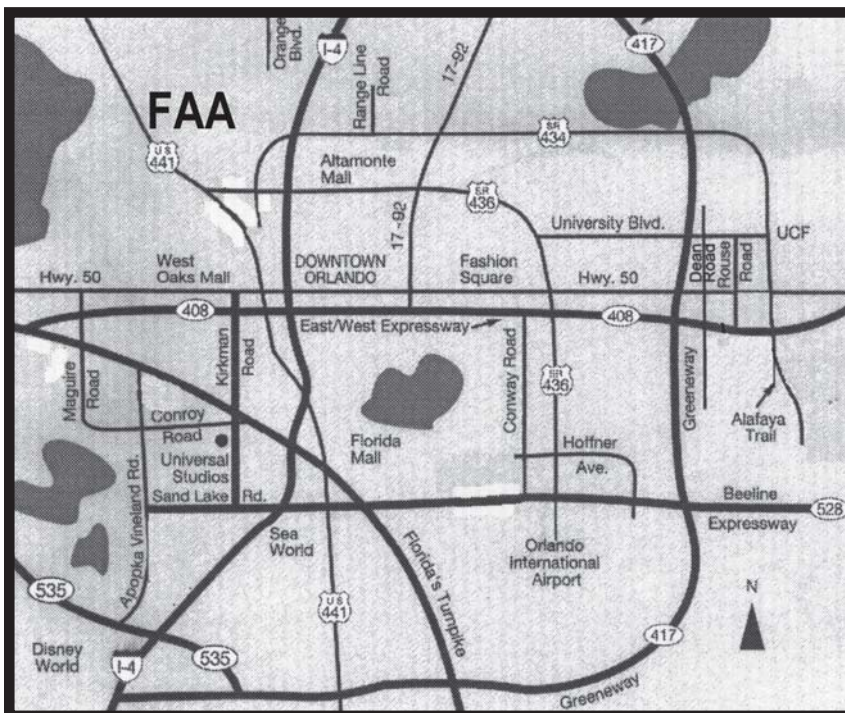 Orange
Blvd.
I-4
Range Line
Road
17-92
417
FAA
US
441
SR
434
Altamonte
Mall
SR
436
17-92
University Blvd.
UCF
Dean
Road
Rouse
Road
West
Oaks Mall
DOWNTOWN
ORLANDO
Fashion
Square
Hwy. 50
Hwy. 50
408
East/West Expressway
408
Maguire
Road
Kirkman
Road
Conway Road
SR
436
Greeneway
Alafaya
Trail
Conroy
Road
Universal
Studios
Florida
Mall
Hoffner
Ave.
Apopka Vineland Rd.
Sand Lake Rd.
Beeline
Expressway
528
Sea
World
Orlando
International
Airport
Florida's Turnpike
535
US
441
N
Disney
World
I-4
535
417
Greeneway